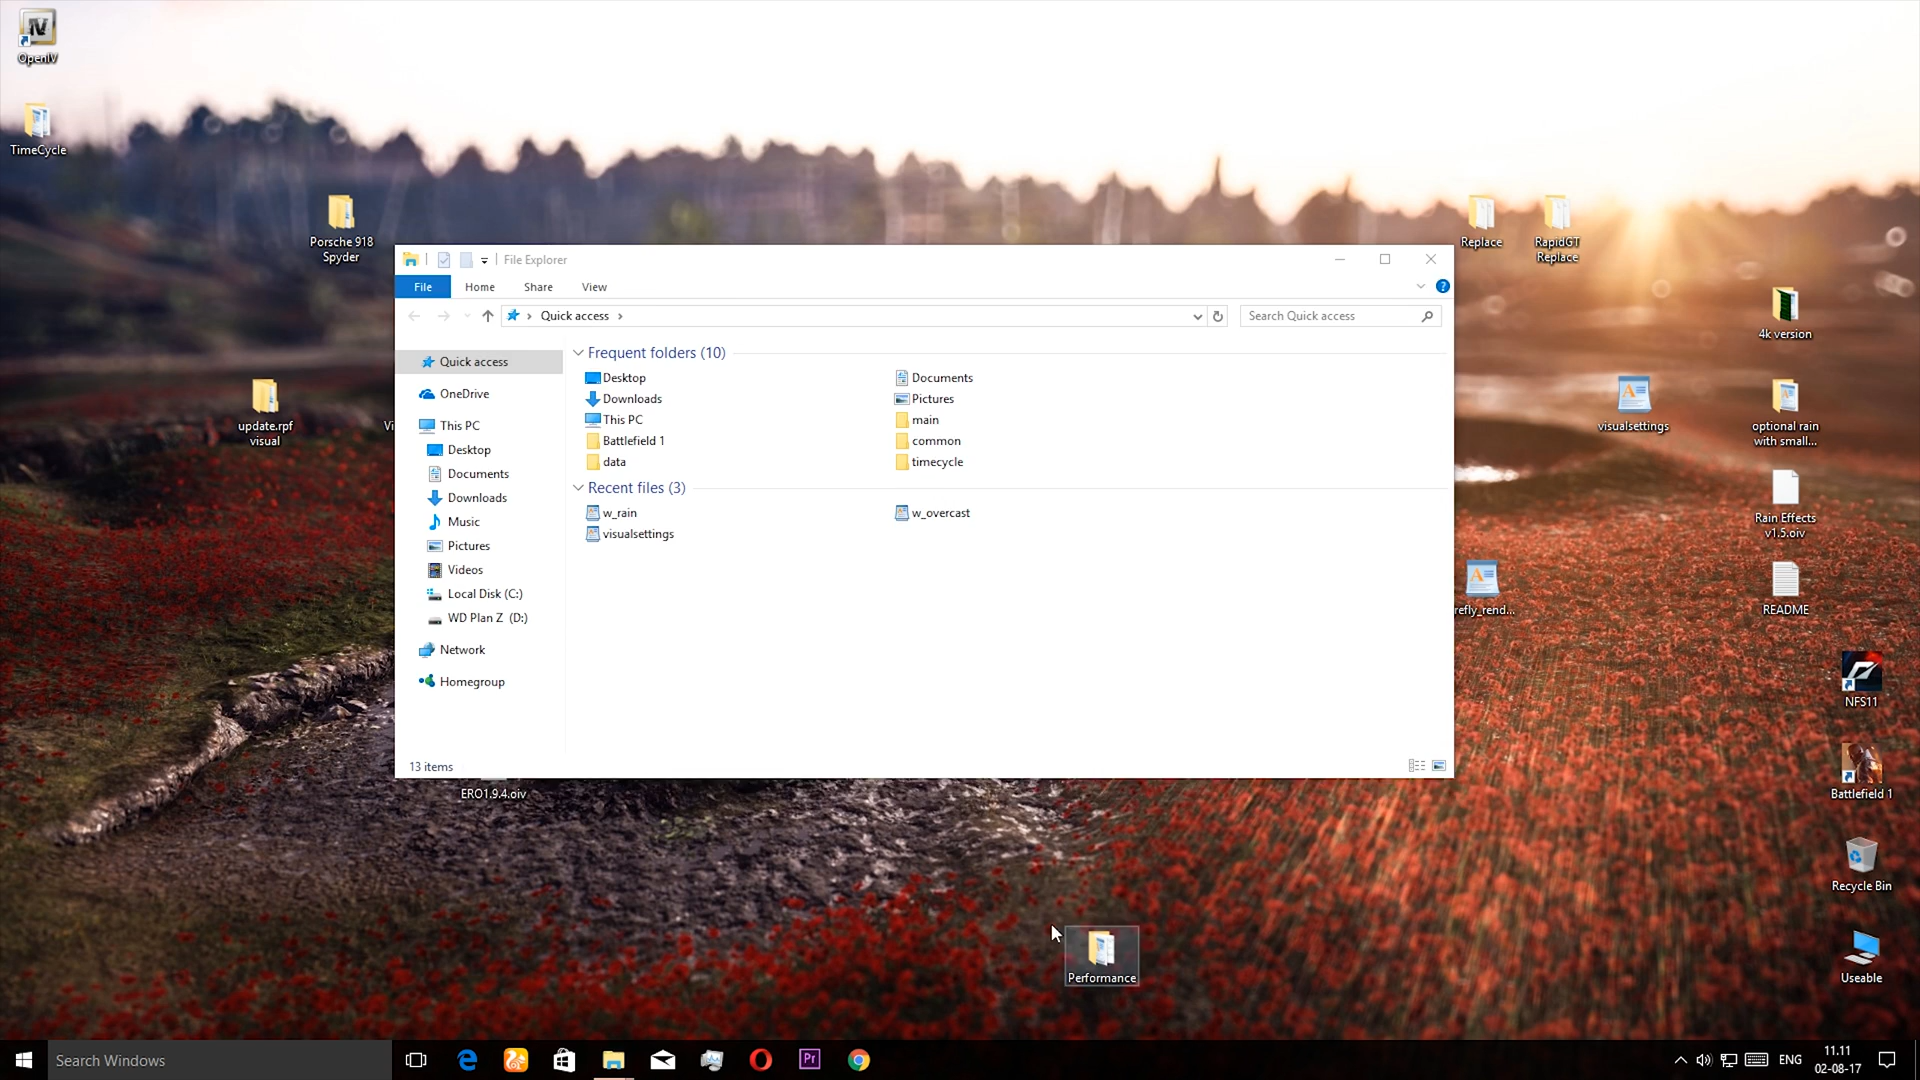 OpenIV
TimeCycle
Porsche 918
Spyder
update.rpf
visual
Vi
File Explorer
File
Home
Share
View
Quick access
Search Quick access
Quick access
OneDrive
This PC
Desktop
Documents
Downloads
Music
Pictures
Videos
Local Disk (C:)
WD Plan Z (D:)
Network
Homegroup
Frequent folders (10)
Desktop
Documents
Downloads
Pictures
This PC
main
Battlefield 1
common
data
timecycle
Recent files (3)
w_rain
w_overcast
visualsettings
13 items
ERO1.9.4.oiv
Performance
Replace
RapidGT
Replace
4k version
visualsettings
optional rain
with small...
Rain Effects
v1.5.oiv
refly_rend...
README
NFS11
Battlefield 1
Recycle Bin
Useable
Search Windows
Pr
ENG
11.11
02-08-17